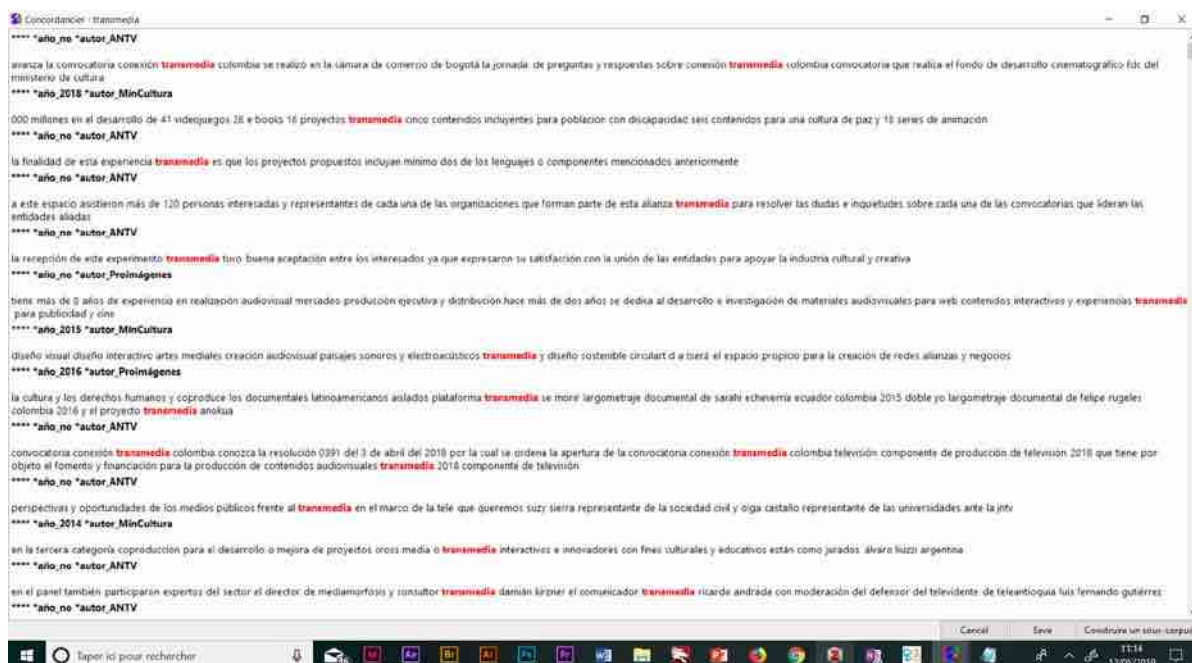 Concordancier - transmedia
**** *año_no *autor_ANTV
avanza la convocatoria conexión transmedia colombia se realizó en la cámara de comercio de bogotá la jornada de preguntas y respuestas sobre conexión transmedia colombia convocatoria que realiza el fondo de desarrollo cinematográfico fdc del
ministerio de cultura
**** *año_2018 *autor_MinCultura
000 millones en el desarrollo de 41 videojuegos 28 e books 16 proyectos transmedia cinco contenidos incluyentes para población con discapacidad seis contenidos para una cultura de paz y 18 series de animación
**** *año_no *autor_ANTV
la finalidad de esta experiencia transmedia es que los proyectos propuestos incluyan mínimo dos de los lenguajes o componentes mencionados anteriormente
**** *año_no *autor_ANTV
a este espacio asistieron más de 120 personas interesadas y representantes de cada una de las organizaciones que forman parte de esta alianza transmedia para resolver las dudas e inquietudes sobre cada una de las convocatorias que lideran las
entidades aliadas
**** *año_no *autor_ANTV
la recepción de este experimento transmedia tuvo buena aceptación entre los interesados ya que expresaron su satisfacción con la unión de las entidades para apoyar la industria cultural y creativa
**** *año_no *autor_Proimágenes
tiene más de 8 años de experiencia en realización audiovisual mercados producción ejecutiva y distribución hace más de dos años se dedica al desarrollo e investigación de materiales audiovisuales para web contenidos interactivos y experiencias transmedia
para publicidad y cine
**** *año_2015 *autor_MinCultura
diseño visual diseño interactivo artes mediales creación audiovisual paisajes sonoros y electroacústicos transmedia y diseño sostenible circulart d a será el espacio propicio para la creación de redes alianzas y negocios
**** *año_2016 *autor_Proimágenes
la cultura y los derechos humanos y coproduce los documentales latinoamericanos aislados plataforma transmedia se more largometraje documental de sarahi echeverría ecuador colombia 2015 doble yo largometraje documental de felipe rugeles
colombia 2016 y el proyecto transmedia anokua
**** *año_no *autor_ANTV
convocatoria conexión transmedia colombia conozca la resolución 0391 del 3 de abril del 2018 por la cual se ordena la apertura de la convocatoria conexión transmedia colombia televisión componente de producción de televisión 2018 que tiene por
objeto el fomento y financiación para la producción de contenidos audiovisuales transmedia 2018 componente de televisión
**** *año_no *autor_ANTV
perspectivas y oportunidades de los medios públicos frente al transmedia en el marco de la tele que queremos suzy sierra representante de la sociedad civil y olga castaño representante de las universidades ante la jntv
**** *año_2014 *autor_MinCultura
en la tercera categoría coproducción para el desarrollo o mejora de proyectos cross media o transmedia interactivos e innovadores con fines culturales y educativos están como jurados álvaro liuzzi argentina
**** *año_no *autor_ANTV
en el panel también participaron expertos del sector el director de mediamorfosis y consultor transmedia damián kirzner el comunicador transmedia ricardo andrada con moderación del defensor del televidente de teleantioquia luis fernando gutiérrez
**** *año_no *autor_ANTV
Cancel Save Construire un sous-corpus
Taper ici pour rechercher 11:14